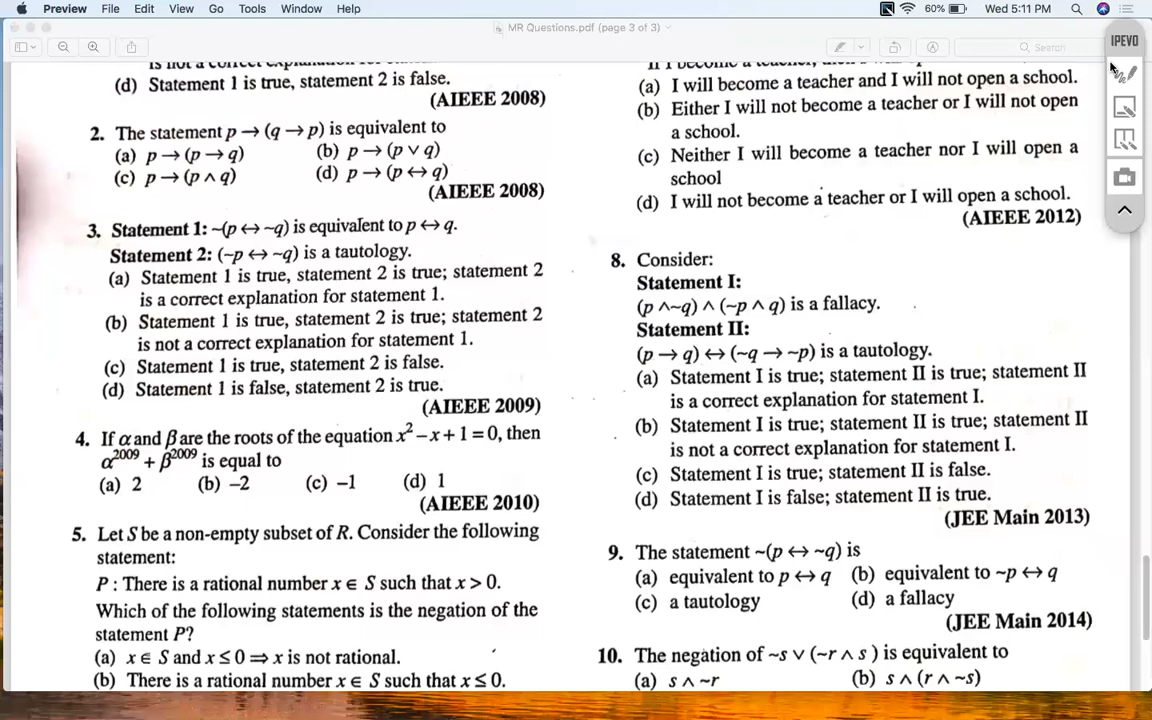 Preview File Edit View Go Tools Window Help 60% Wed 5:11 PM
MR Questions.pdf (page 3 of 3)
Search
IPEVO
is not a correct
(d) Statement 1 is true, statement 2 is false.
(AIEEE 2008)
2. The statement p → (q → p) is equivalent to
(a) p → (p → q) (b) p → (p ∨ q)
(c) p → (p ∧ q) (d) p → (p ↔ q)
(AIEEE 2008)
3. Statement 1: ~(p ↔ ~q) is equivalent to p ↔ q.
Statement 2: (~p ↔ ~q) is a tautology.
(a) Statement 1 is true, statement 2 is true; statement 2
is a correct explanation for statement 1.
(b) Statement 1 is true, statement 2 is true; statement 2
is not a correct explanation for statement 1.
(c) Statement 1 is true, statement 2 is false.
(d) Statement 1 is false, statement 2 is true.
(AIEEE 2009)
4. If α and β are the roots of the equation x² – x + 1 = 0, then
α²⁰⁰⁹ + β²⁰⁰⁹ is equal to
(a) 2 (b) –2 (c) –1 (d) 1
(AIEEE 2010)
5. Let S be a non-empty subset of R. Consider the following
statement:
P : There is a rational number x ∈ S such that x > 0.
Which of the following statements is the negation of the
statement P?
(a) x ∈ S and x ≤ 0 ⇒ x is not rational.
(b) There is a rational number x ∈ S such that x ≤ 0.
If I become a teacher,
(a) I will become a teacher and I will not open a school.
(b) Either I will not become a teacher or I will not open
a school.
(c) Neither I will become a teacher nor I will open a
school
(d) I will not become a teacher or I will open a school.
(AIEEE 2012)
8. Consider:
Statement I:
(p ∧ ~q) ∧ (~p ∧ q) is a fallacy.
Statement II:
(p → q) ↔ (~q → ~p) is a tautology.
(a) Statement I is true; statement II is true; statement II
is a correct explanation for statement I.
(b) Statement I is true; statement II is true; statement II
is not a correct explanation for statement I.
(c) Statement I is true; statement II is false.
(d) Statement I is false; statement II is true.
(JEE Main 2013)
9. The statement ~(p ↔ ~q) is
(a) equivalent to p ↔ q (b) equivalent to ~p ↔ q
(c) a tautology (d) a fallacy
(JEE Main 2014)
10. The negation of ~s ∨ (~r ∧ s) is equivalent to
(a) s ∧ ~r (b) s ∧ (r ∧ ~s)